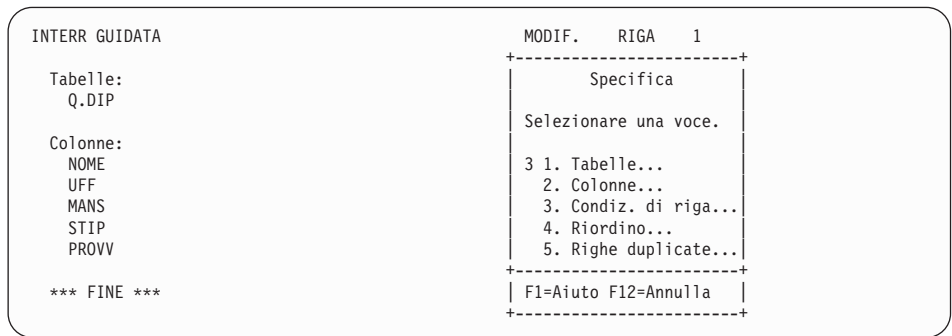 INTERR GUIDATA MODIF. RIGA 1
Tabelle: Specifica
Q.DIP
Selezionare una voce.
Colonne:
NOME 3 1. Tabelle...
UFF 2. Colonne...
MANS 3. Condiz. di riga...
STIP 4. Riordino...
PROVV 5. Righe duplicate...
*** FINE *** F1=Aiuto F12=Annulla